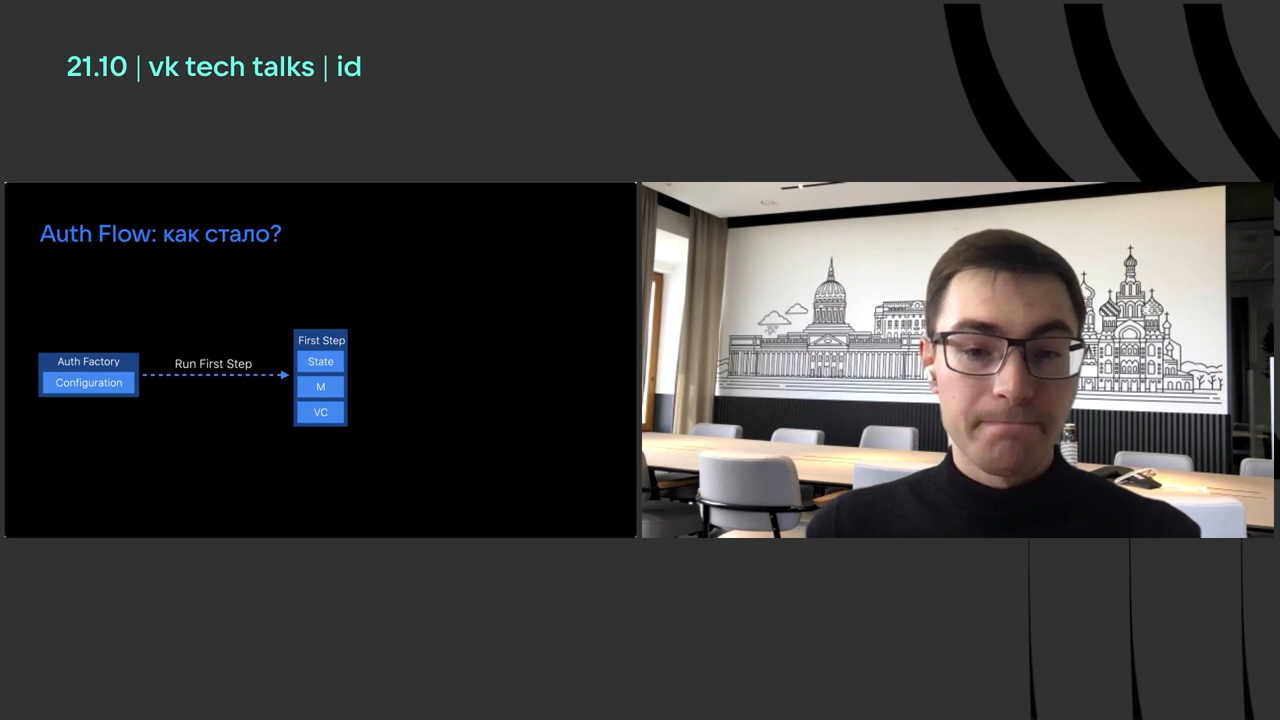 21.10 | vk tech talks | id
Auth Flow: как стало?
Auth Factory
Configuration
Run First Step
First Step
State
M
VC